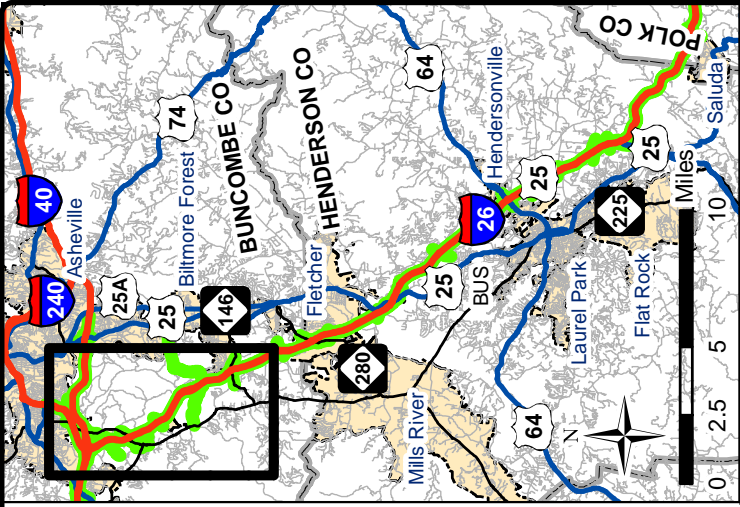 40
240
Asheville
74
25A
Biltmore Forest
25
146
BUNCOMBE CO
HENDERSON CO
Fletcher
64
POLK CO
Hendersonville
26
25
25
Saluda
25
BUS
225
280
Laurel Park
Flat Rock
Mills River
64
N
Miles
0
2.5
5
10